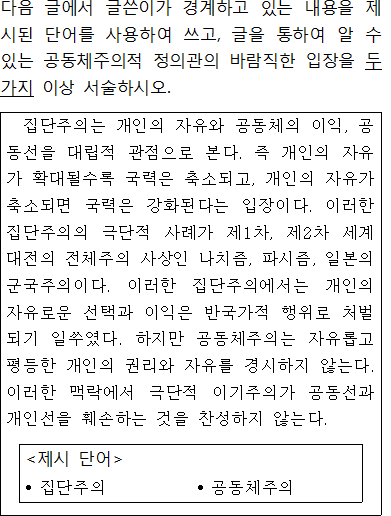 다음 글에서 글쓴이가 경계하고 있는 내용을 제
시된 단어를 사용하여 쓰고, 글을 통하여 알 수
있는 공동체주의적 정의관의 바람직한 입장을 두
가지 이상 서술하시오.
집단주의는 개인의 자유와 공동체의 이익, 공
동선을 대립적 관점으로 본다. 즉 개인의 자유
가 확대될수록 국력은 축소되고, 개인의 자유가
축소되면 국력은 강화된다는 입장이다. 이러한
집단주의의 극단적 사례가 제1차, 제2차 세계
대전의 전체주의 사상인 나치즘, 파시즘, 일본의
군국주의이다. 이러한 집단주의에서는 개인의
자유로운 선택과 이익은 반국가적 행위로 처벌
되기 일쑤였다. 하지만 공동체주의는 자유롭고
평등한 개인의 권리와 자유를 경시하지 않는다.
이러한 맥락에서 극단적 이기주의가 공동선과
개인선을 훼손하는 것을 찬성하지 않는다.
<제시 단어>
• 집단주의 • 공동체주의